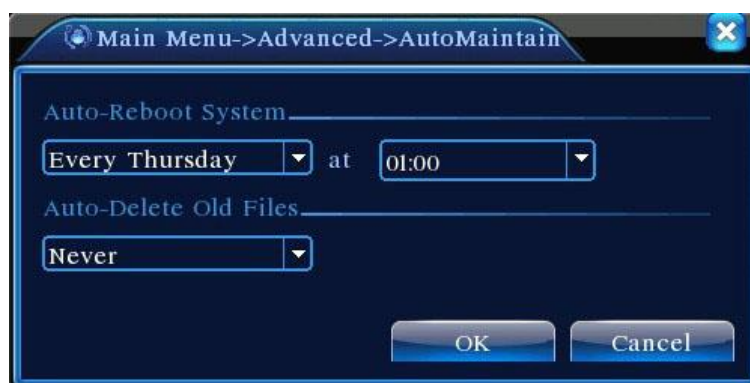 Main Menu->Advanced->AutoMaintain
Auto-Reboot System
Every Thursday at 01:00
Auto-Delete Old Files
Never
OK Cancel